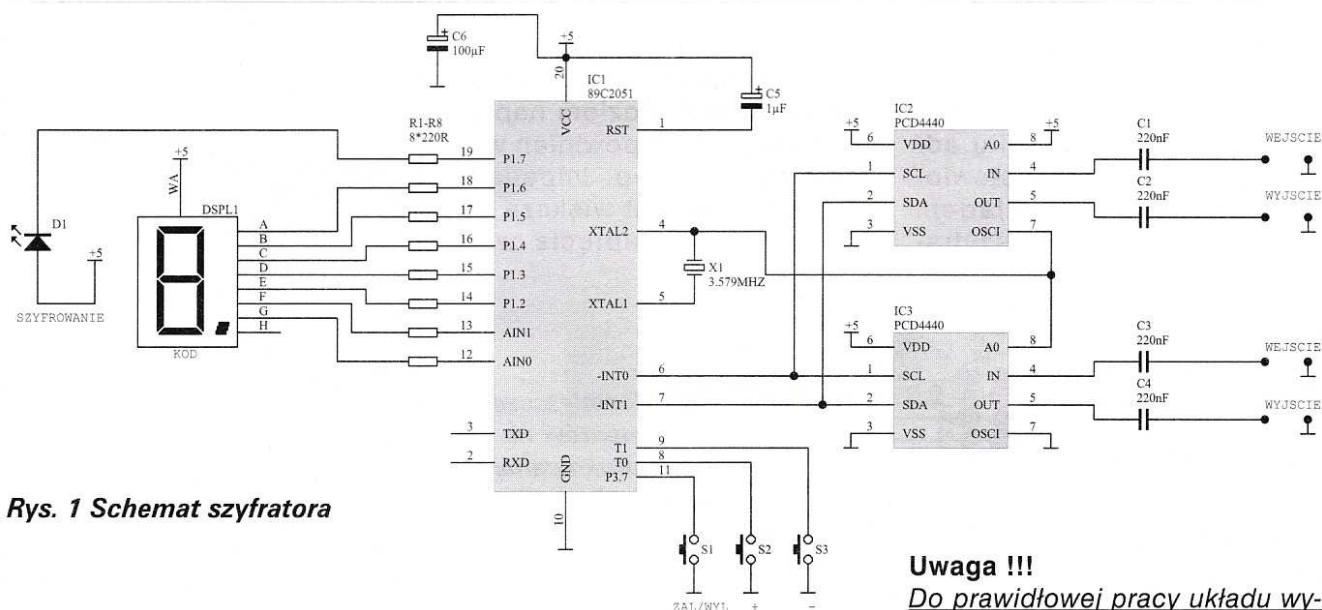 C6
100µF
+5
20
VCC
IC1
89C2051
RST
1
C5
1µF
R1-R8
8*220R
+5
WA
D1
+5
SZYFROWANIE
DSPL1
A
B
C
D
E
F
G
H
KOD
19 P1.7
18 P1.6
17 P1.5
16 P1.4
15 P1.3
14 P1.2
13 AIN1
12 AIN0
3 TXD
2 RXD
GND
10
XTAL2 4
X1
3.579MHZ
XTAL1 5
-INT0 6
-INT1 7
T1 9
T0 8
P3.7 11
S1
S2
S3
ZAL/WYL + -
IC2
PCD4440
+5 +5
6 VDD A0 8
1 SCL IN 4
2 SDA OUT 5
3 VSS OSCI 7
C1
220nF
WEJSCIE
C2
220nF
WYJSCIE
IC3
PCD4440
+5
6 VDD A0 8
1 SCL IN 4
2 SDA OUT 5
3 VSS OSCI 7
C3
220nF
WEJSCIE
C4
220nF
WYJSCIE
Rys. 1 Schemat szyfratora
Uwaga !!!
Do prawidłowej pracy układu wy-